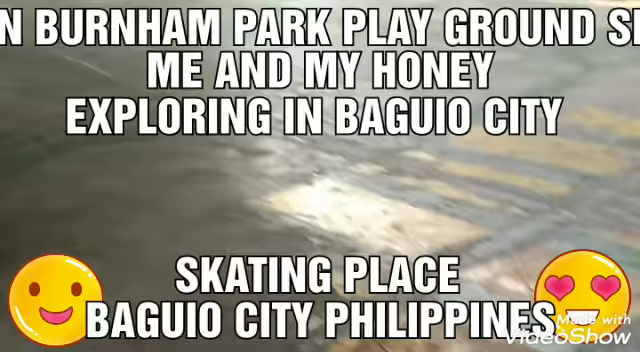 N BURNHAM PARK PLAY GROUND
ME AND MY HONEY
EXPLORING IN BAGUIO CITY
SKATING PLACE
BAGUIO CITY PHILIPPINES
Made with
VideoShow